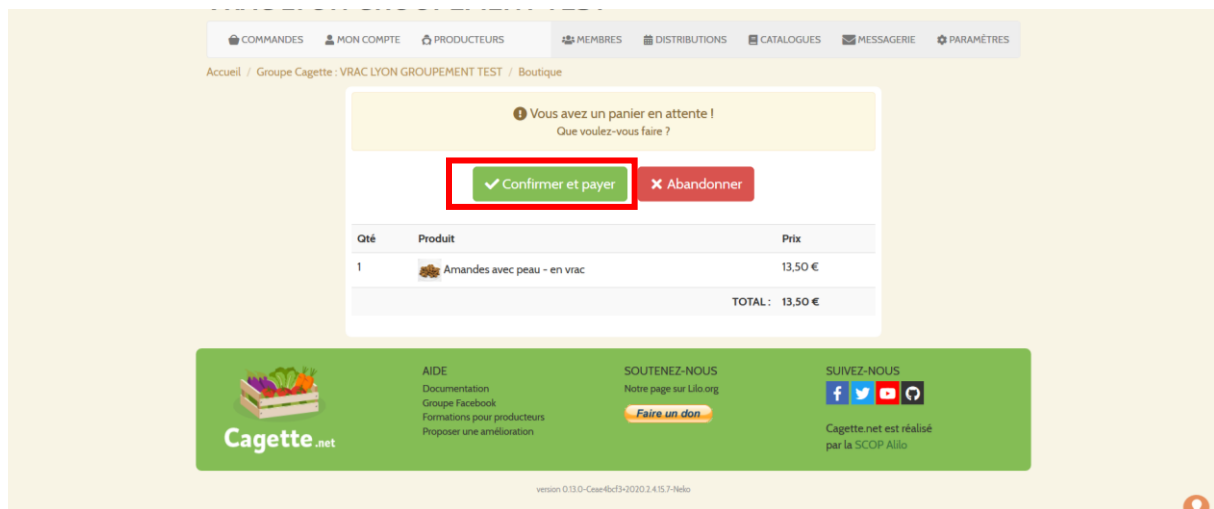 COMMANDES MON COMPTE PRODUCTEURS MEMBRES DISTRIBUTIONS CATALOGUES MESSAGERIE PARAMÈTRES
Accueil / Groupe Cagette : VRAC LYON GROUPEMENT TEST / Boutique
Vous avez un panier en attente !
Que voulez-vous faire ?
Confirmer et payer Abandonner
Qté Produit Prix
1 Amandes avec peau - en vrac 13,50 €
TOTAL : 13,50 €
Cagette.net
AIDE
Documentation
Groupe Facebook
Formations pour producteurs
Proposer une amélioration
SOUTENEZ-NOUS
Notre page sur Lilo.org
Faire un don
SUIVEZ-NOUS
Cagette.net est réalisé
par la SCOP Alilo